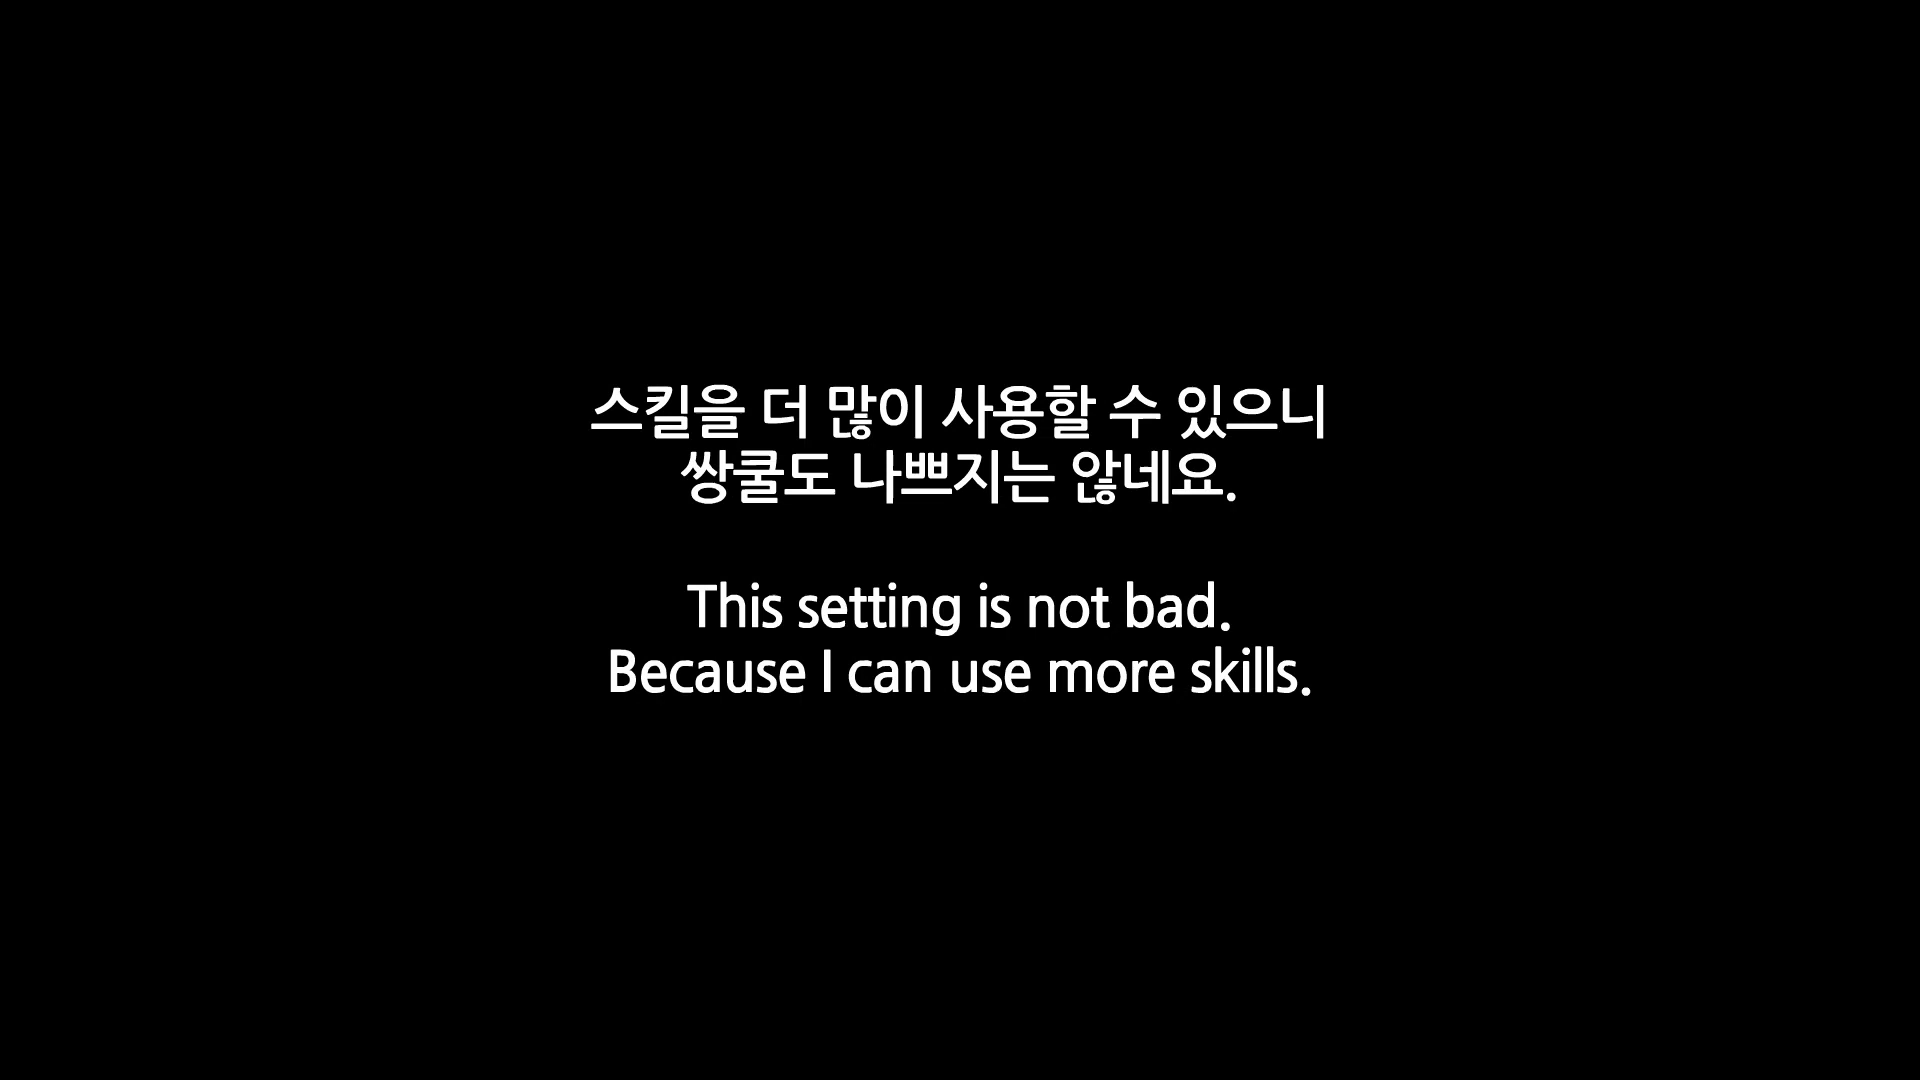 스킬을 더 많이 사용할 수 있으니
쌍쿨도 나쁘지는 않네요.
This setting is not bad.
Because I can use more skills.